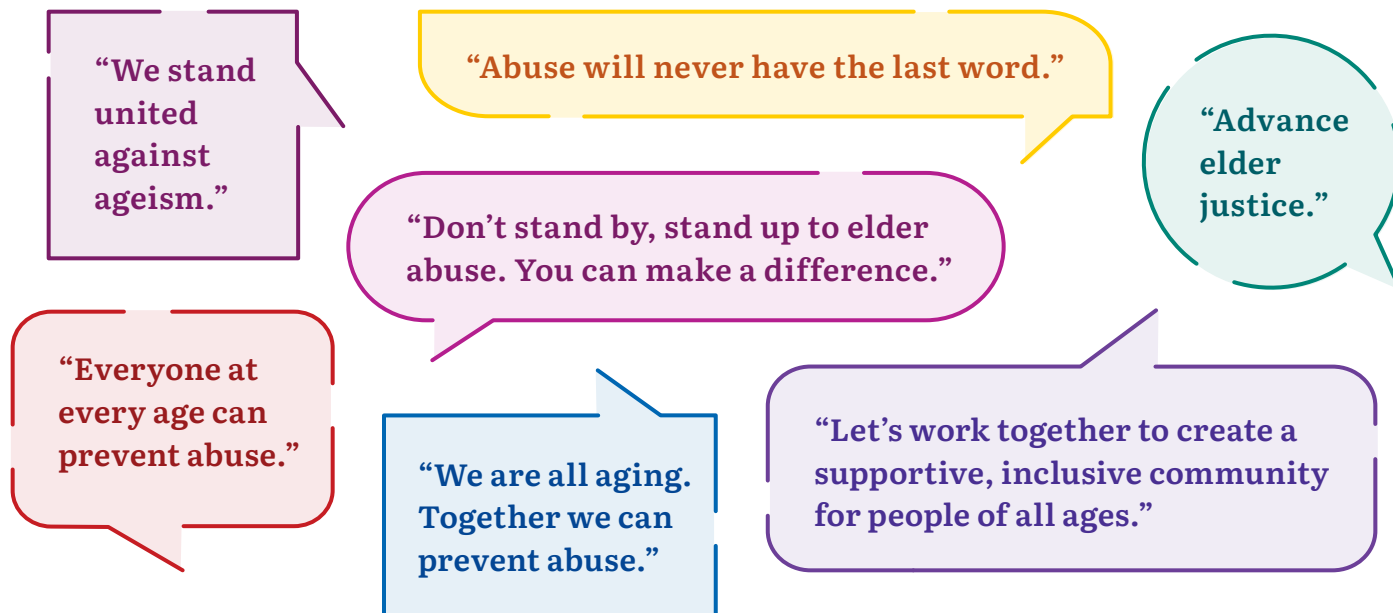 “We stand
united
against
ageism.”
“Abuse will never have the last word.”
“Advance
elder
justice.”
“Don’t stand by, stand up to elder
abuse. You can make a difference.”
“Everyone at
every age can
prevent abuse.”
“We are all aging.
Together we can
prevent abuse.”
“Let’s work together to create a
supportive, inclusive community
for people of all ages.”